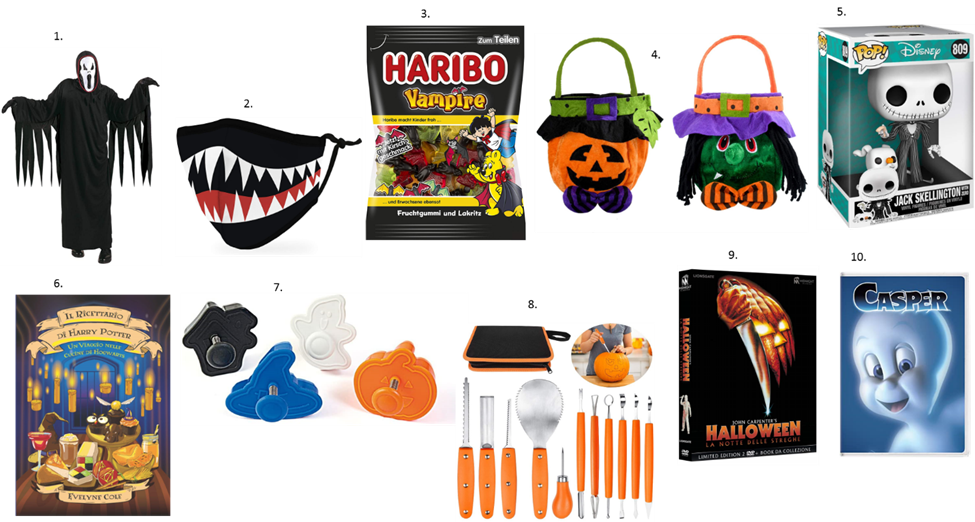 1.
2.
3.
Zum Teilen
HARIBO
Vampire
Haribo macht Kinder froh ...
... und Erwachsene ebenso!
Fruchtgummi und Lakritz
4.
5.
POP!
Disney
809
JACK SKELLINGTON
6.
IL RICETTARIO
DI HARRY POTTER
UN VIAGGIO NELLE
CUCINE DI HOGWARTS
EVELYNE COLE
7.
8.
9.
HALLOWEEN
JOHN CARPENTER'S
HALLOWEEN
LA NOTTE DELLE STREGHE
LIMITED EDITION 2 DVD + BOOK DA COLLEZIONE
10.
CASPER